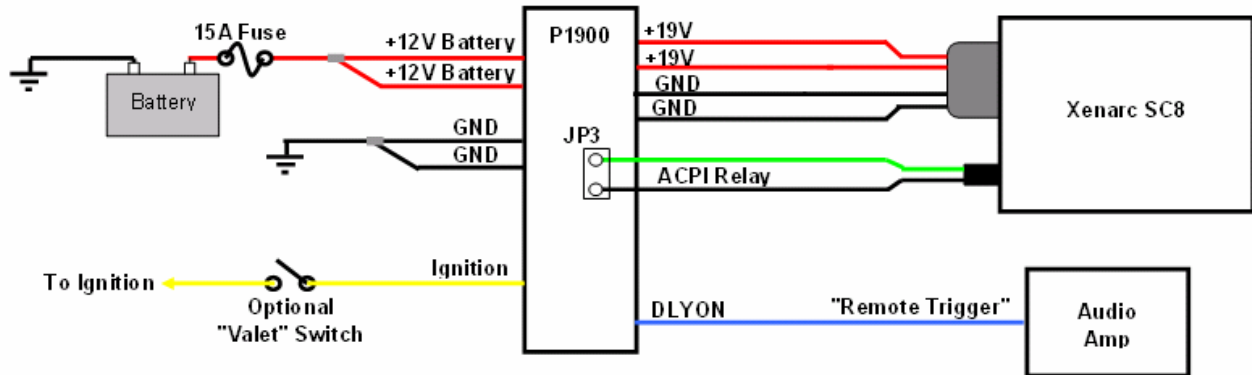 15A Fuse
+12V Battery
+12V Battery
Battery
GND
GND
To Ignition
Optional
"Valet" Switch
Ignition
P1900
JP3
+19V
+19V
GND
GND
ACPI Relay
DLYON
"Remote Trigger"
Xenarc SC8
Audio
Amp